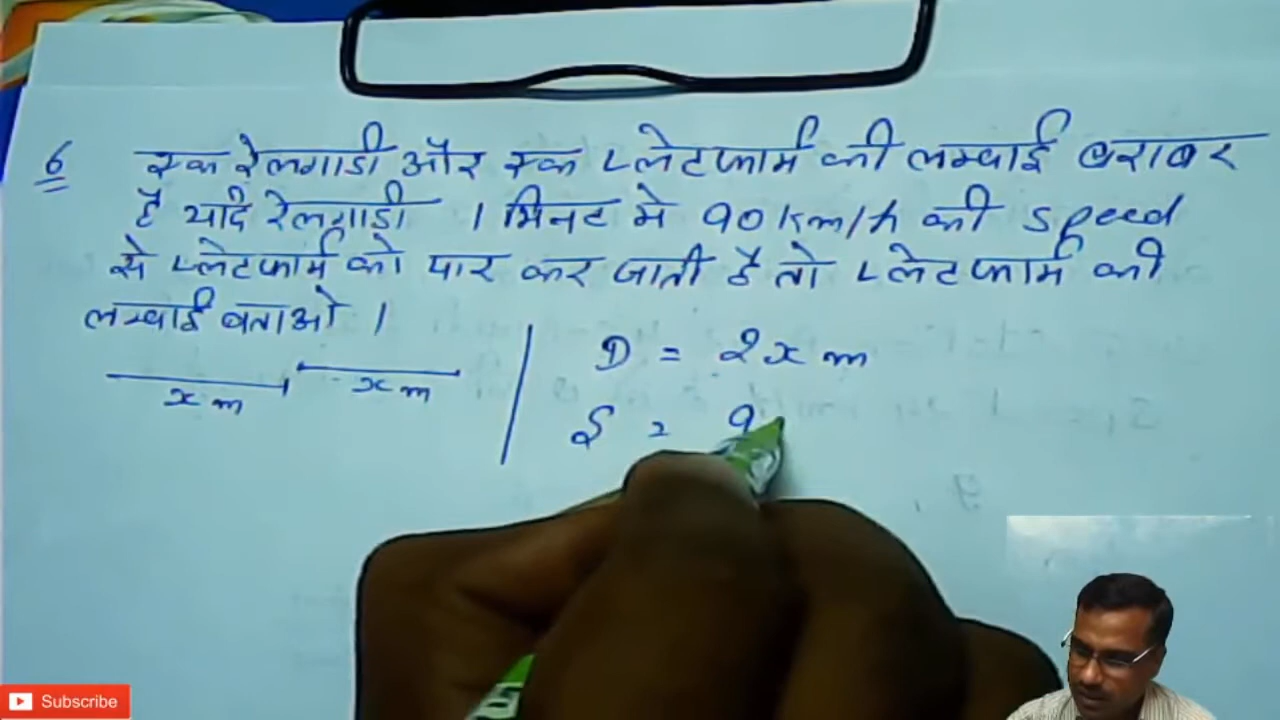 6 एक रेलगाडी और एक प्लेटफार्म की लम्बाई बराबर
है यदि रेलगाडी 1 मिनट मे 90 km/h की speed
से प्लेटफार्म को पार कर जाती है तो प्लेटफार्म की
लम्बाई बताओ ।
x m x m
D = 2x m
S = 9
Subscribe